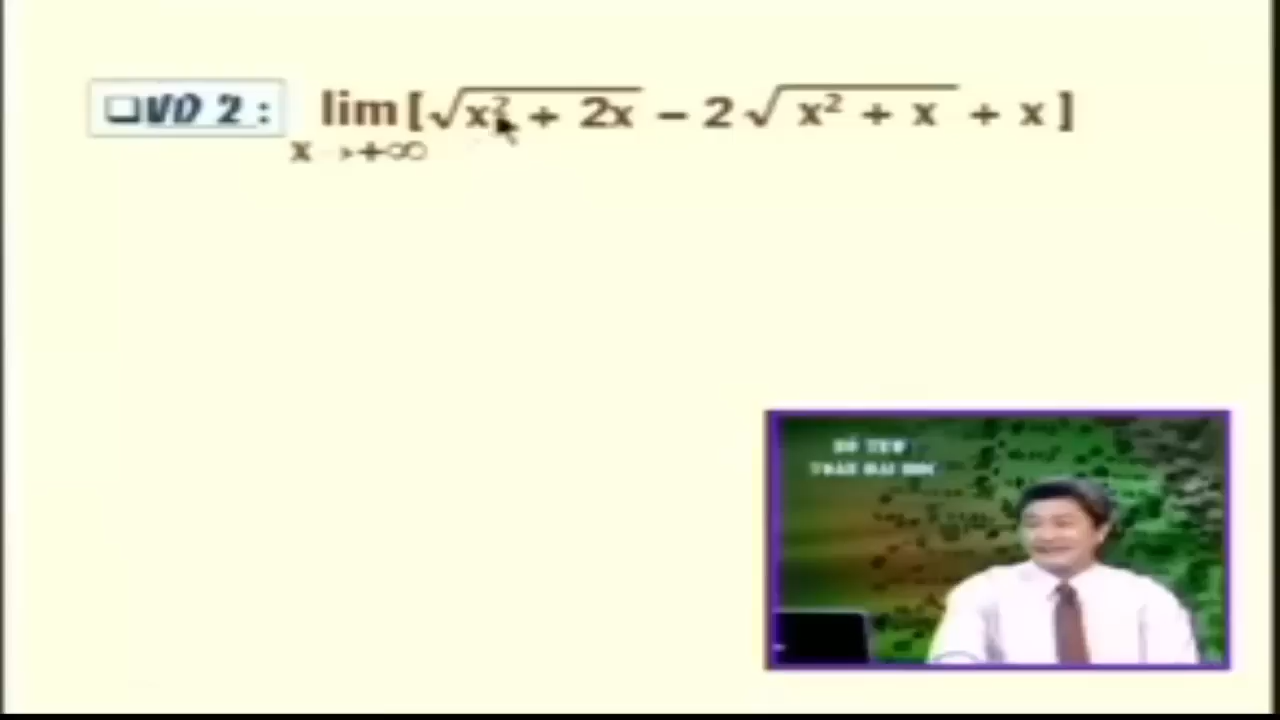 VD 2 : lim [√(x² + 2x) − 2√(x² + x) + x]
x → +∞